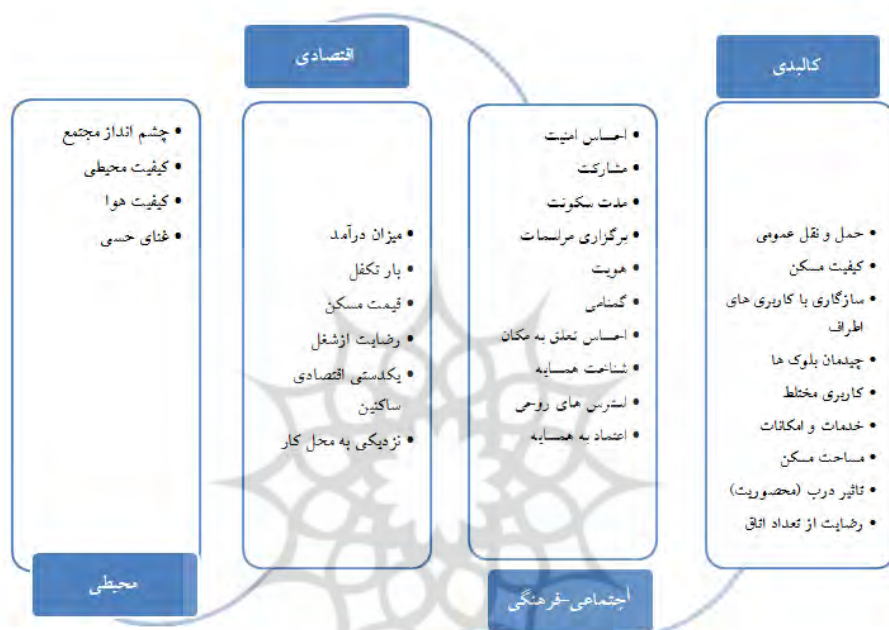 کالبدی
• حمل و نقل عمومی
• کیفیت مسکن
• سازگاری با کاربری های
اطراف
• چیدمان بلوک ها
• کاربری مختلط
• خدمات و امکانات
• مساحت مسکن
• تاثیر درب (محصوریت)
• رضایت از تعداد اتاق
• احساس امنیت
• مشارکت
• مدت سکونت
• برگزاری مراسمات
• هویت
• گمنامی
• احساس تعلق به مکان
• شناخت همسایه
• استرس های روحی
• اعتماد به همسایه
اجتماعی-فرهنگی
اقتصادی
• میزان درآمد
• بار تکفل
• قیمت مسکن
• رضایت ازشغل
• یکدستی اقتصادی
ساکنین
• نزدیکی به محل کار
• چشم انداز مجتمع
• کیفیت محیطی
• کیفیت هوا
• غنای حسی
محیطی